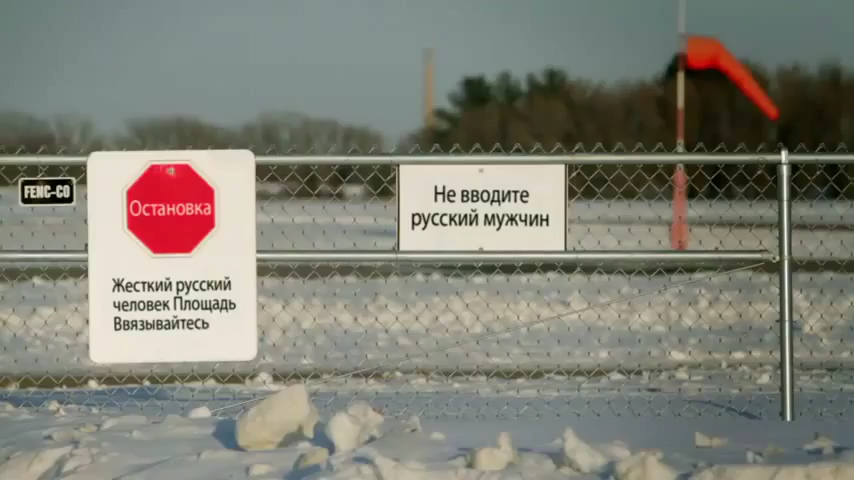 FENC-CO
Остановка
Жесткий русский
человек Площадь
Ввязывайтесь
Не вводите
русский мужчин